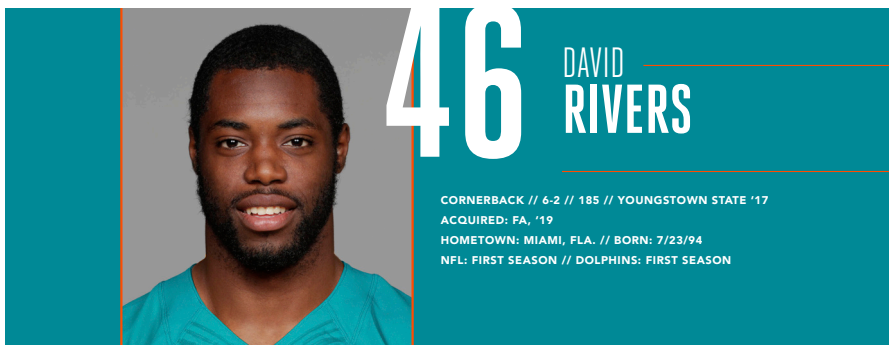 46
DAVID
RIVERS
CORNERBACK // 6-2 // 185 // YOUNGSTOWN STATE ‘17
ACQUIRED: FA, ‘19
HOMETOWN: MIAMI, FLA. // BORN: 7/23/94
NFL: FIRST SEASON // DOLPHINS: FIRST SEASON